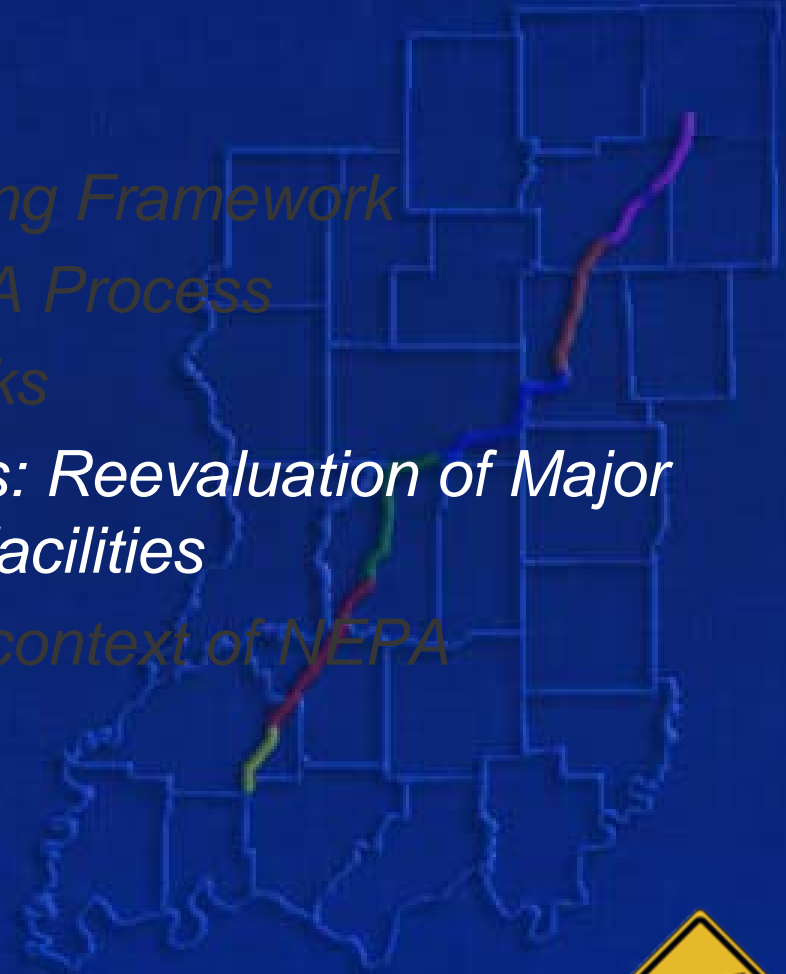 ng Framework
A Process
ks
s: Reevaluation of Major
acilities
context of NEPA